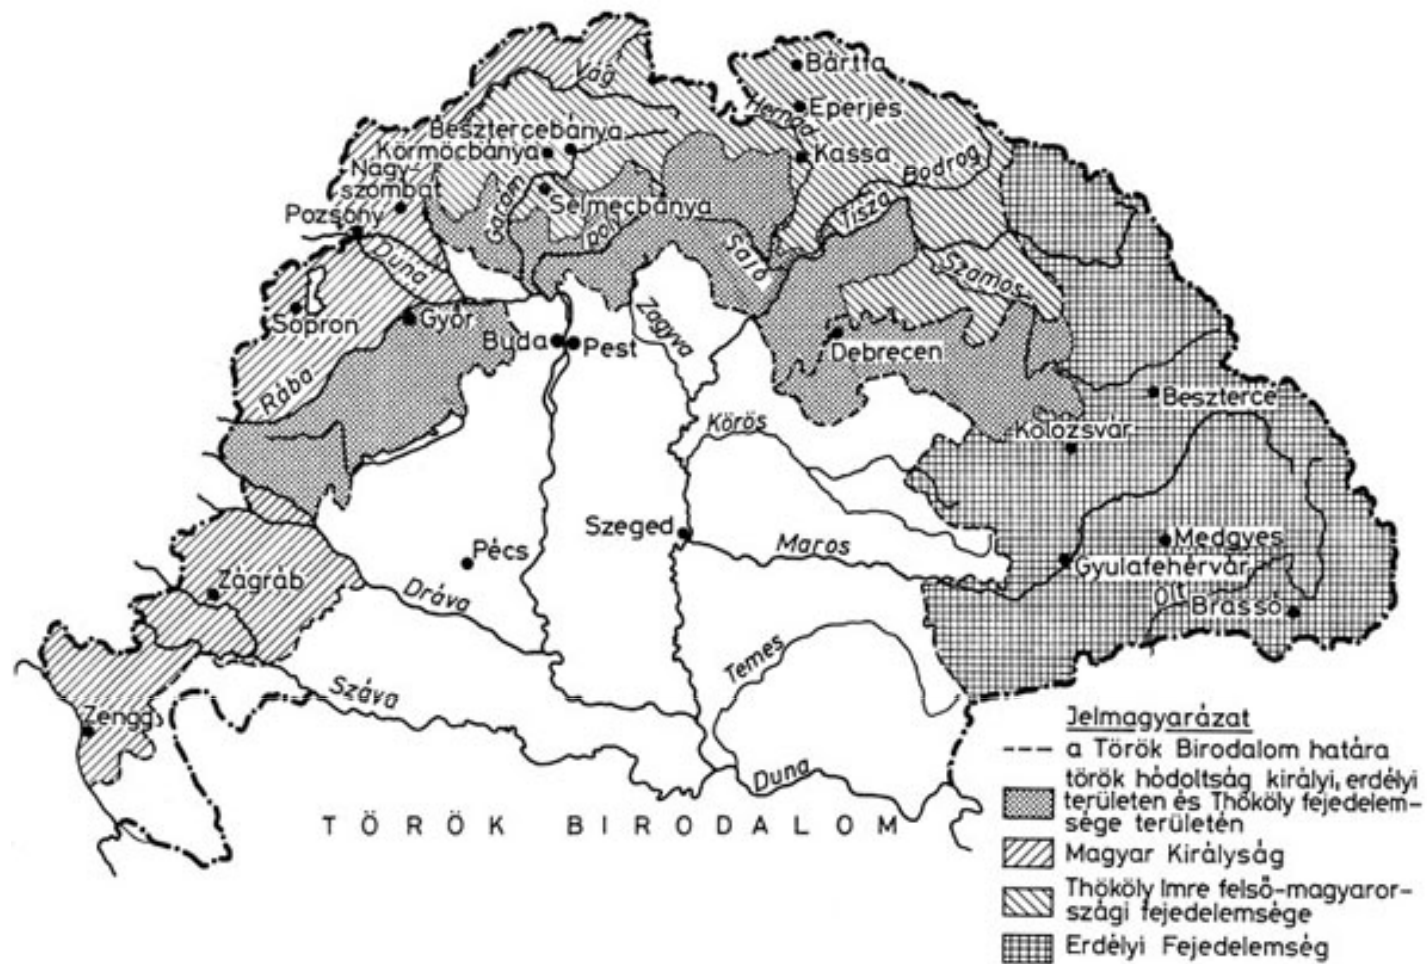 Bártfa
Vág
Hernád
Eperjes
Besztercebánya
Körmöcbánya
Kassa
Bodrog
Nagy-
szombat
Garam
Selmecbánya
Tisza
Pozsony
Ipoly
Duna
Sajó
Szamos
Sopron
Győr
Zagyva
Buda
Pest
Debrecen
Rába
Beszterce
Körös
Kolozsvár
Szeged
Maros
Medgyes
Pécs
Gyulafehérvár
Zágráb
Dráva
Olt
Brassó
Temes
Száva
Zengg
Duna
TÖRÖK BIRODALOM
Jelmagyarázat
a Török Birodalom határa
török hódoltság királyi, erdélyi
területen és Thököly fejedelem-
sége területén
Magyar Királyság
Thököly Imre felső-magyaror-
szági fejedelemsége
Erdélyi Fejedelemség